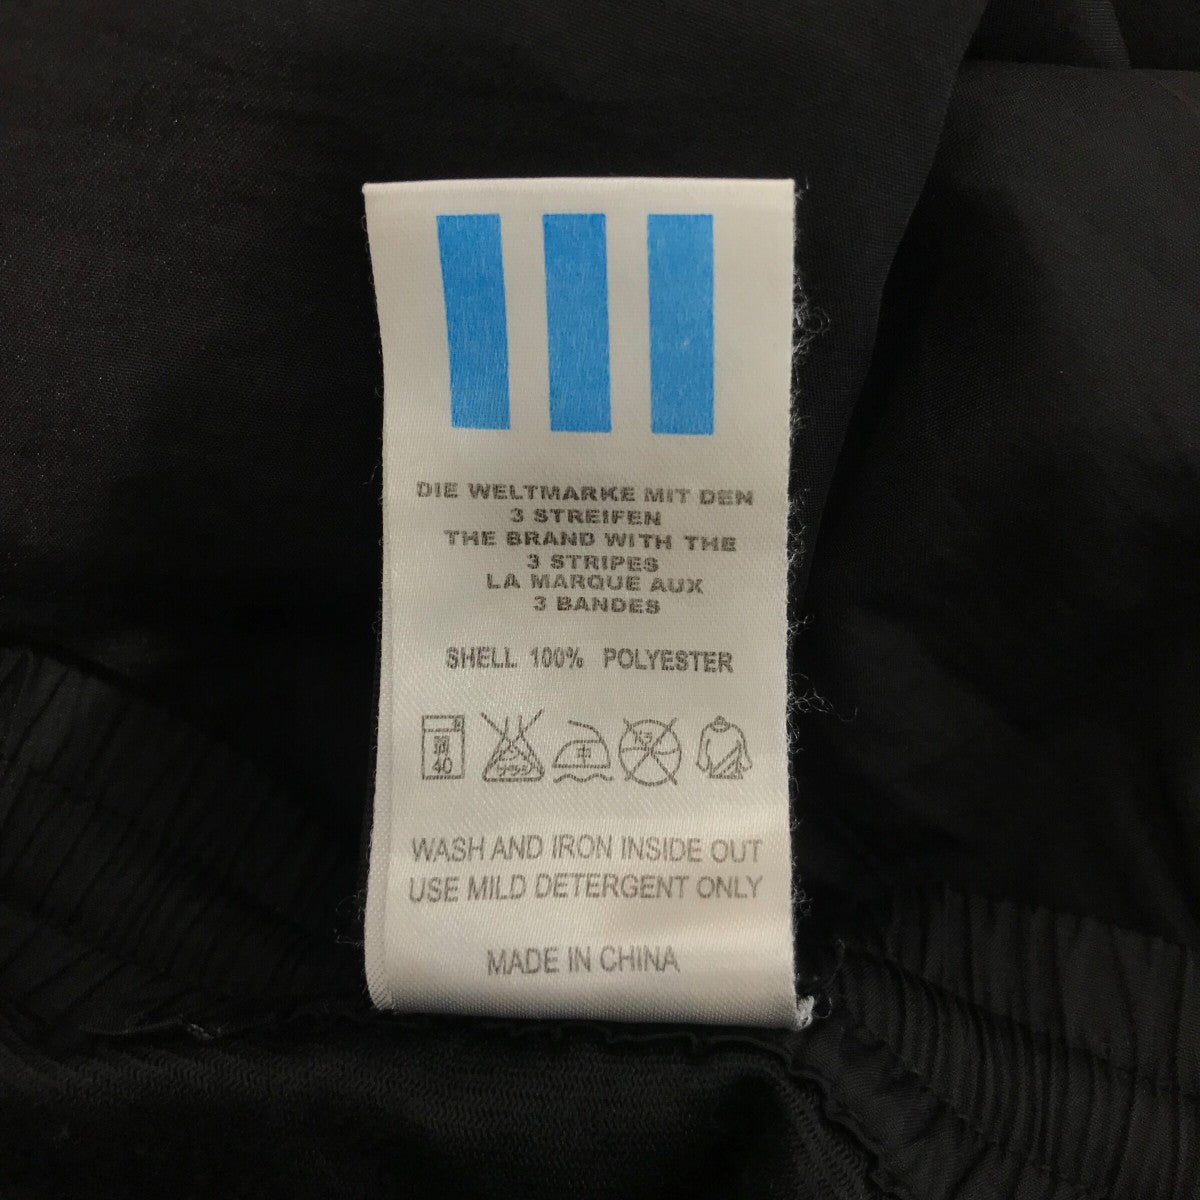 DIE WELTMARKE MIT DEN
3 STREIFEN
THE BRAND WITH THE
3 STRIPES
LA MARQUE AUX
3 BANDES
SHELL 100% POLYESTER
40
WASH AND IRON INSIDE OUT
USE MILD DETERGENT ONLY
MADE IN CHINA